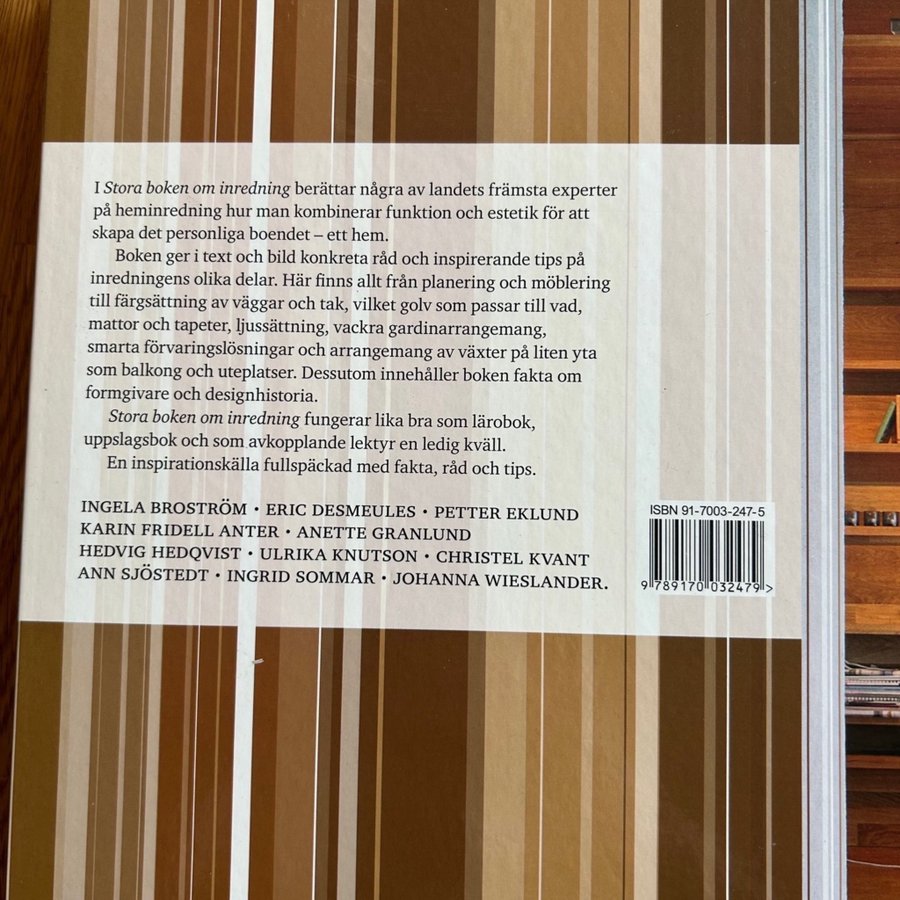 I Stora boken om inredning berättar några av landets främsta experter
på heminredning hur man kombinerar funktion och estetik för att
skapa det personliga boendet – ett hem.
Boken ger i text och bild konkreta råd och inspirerande tips på
inredningens olika delar. Här finns allt från planering och möblering
till färgsättning av väggar och tak, vilket golv som passar till vad,
mattor och tapeter, ljussättning, vackra gardinarrangemang,
smarta förvaringslösningar och arrangemang av växter på liten yta
som balkong och uteplatser. Dessutom innehåller boken fakta om
formgivare och designhistoria.
Stora boken om inredning fungerar lika bra som lärobok,
uppslagsbok och som avkopplande lektyr en ledig kväll.
En inspirationskälla fullspäckad med fakta, råd och tips.
INGELA BROSTRÖM • ERIC DESMEULES • PETTER EKLUND
KARIN FRIDELL ANTER • ANETTE GRANLUND
HEDVIG HEDQVIST • ULRIKA KNUTSON • CHRISTEL KVANT
ANN SJÖSTEDT • INGRID SOMMAR • JOHANNA WIESLANDER.
ISBN 91-7003-247-5
9 789170 032479 >